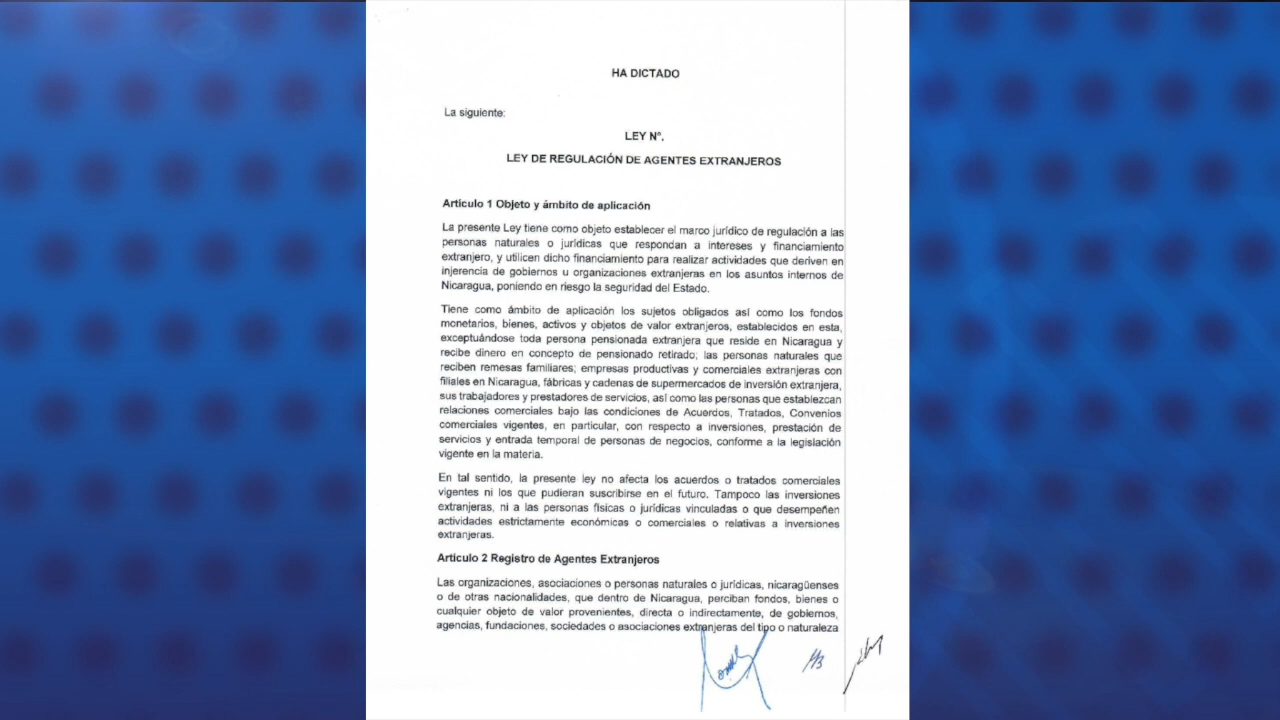 HA DICTADO
La siguiente:
LEY N°.
LEY DE REGULACIÓN DE AGENTES EXTRANJEROS
Articulo 1 Objeto y ámbito de aplicación
La presente Ley tiene como objeto establecer el marco jurídico de regulación a las
personas naturales o jurídicas que respondan a intereses y financiamiento
extranjero, y utilicen dicho financiamiento para realizar actividades que deriven en
injerencia de gobiernos u organizaciones extranjeras en los asuntos internos de
Nicaragua, poniendo en riesgo la seguridad del Estado.
Tiene como ámbito de aplicación los sujetos obligados así como los fondos
monetarios, bienes, activos y objetos de valor extranjeros, establecidos en esta,
exceptuándose toda persona pensionada extranjera que reside en Nicaragua y
recibe dinero en concepto de pensionado retirado; las personas naturales que
reciben remesas familiares; empresas productivas y comerciales extranjeras con
filiales en Nicaragua, fábricas y cadenas de supermercados de inversión extranjera,
sus trabajadores y prestadores de servicios, así como las personas que establezcan
relaciones comerciales bajo las condiciones de Acuerdos, Tratados, Convenios
comerciales vigentes, en particular, con respecto a inversiones, prestación de
servicios y entrada temporal de personas de negocios, conforme a la legislación
vigente en la materia.
En tal sentido, la presente ley no afecta los acuerdos o tratados comerciales
vigentes ni los que pudieran suscribirse en el futuro. Tampoco las inversiones
extranjeras, ni a las personas físicas o jurídicas vinculadas o que desempeñen
actividades estrictamente económicas o comerciales o relativas a inversiones
extranjeras.
Articulo 2 Registro de Agentes Extranjeros
Las organizaciones, asociaciones o personas naturales o jurídicas, nicaragüenses
o de otras nacionalidades, que dentro de Nicaragua, perciban fondos, bienes o
cualquier objeto de valor provenientes, directa o indirectamente, de gobiernos,
agencias, fundaciones, sociedades o asociaciones extranjeras del tipo o naturaleza